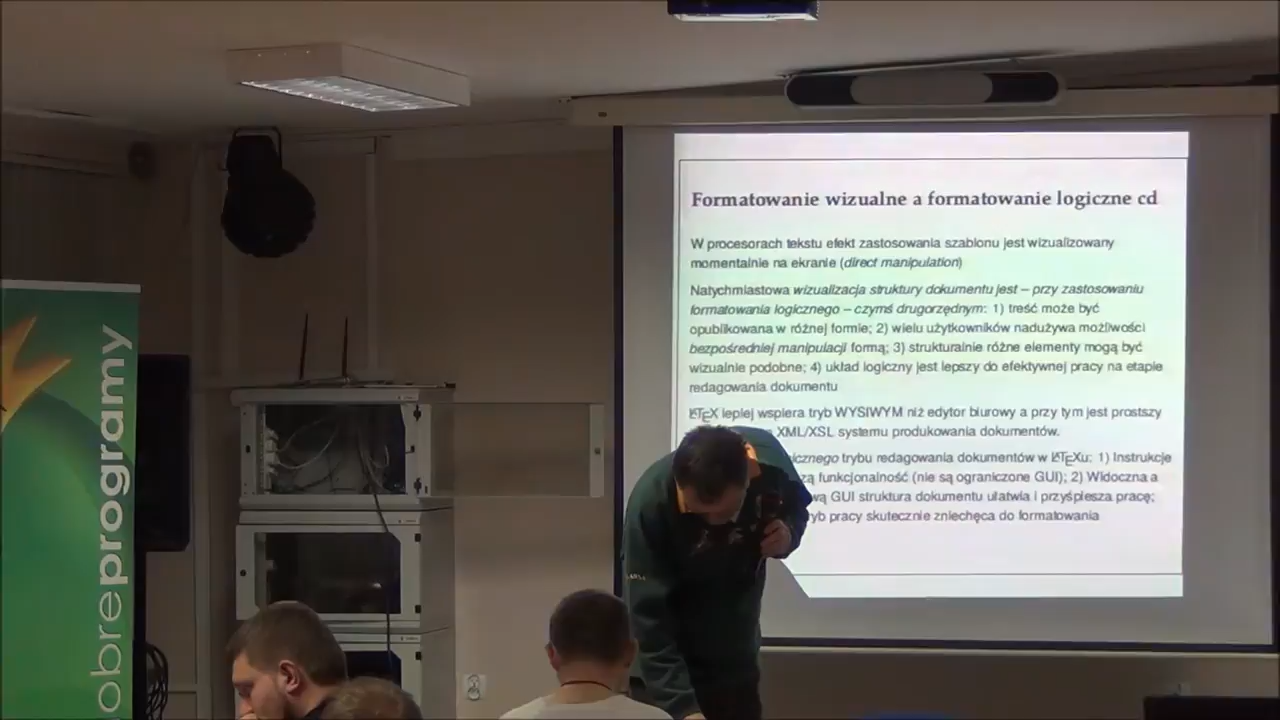 Formatowanie wizualne a formatowanie logiczne cd
W procesorach tekstu efekt zastosowania szablonu jest wizualizowany
momentalnie na ekranie (direct manipulation)
Natychmiastowa wizualizacja struktury dokumentu jest – przy zastosowaniu
formatowania logicznego – czymś drugorzędnym: 1) treść może być
opublikowana w różnej formie; 2) wielu użytkowników nadużywa możliwości
bezpośredniej manipulacji formą; 3) strukturalnie różne elementy mogą być
wizualnie podobne; 4) układ logiczny jest lepszy do efektywnej pracy na etapie
redagowania dokumentu
LATEX lepiej wspiera tryb WYSIWYM niż edytor biurowy a przy tym jest prostszy
XML/XSL systemu produkowania dokumentów.
icznego trybu redagowania dokumentów w LATEXu: 1) Instrukcje
zą funkcjonalność (nie są ograniczone GUI); 2) Widoczna a
wą GUI struktura dokumentu ułatwia i przyśpiesza pracę;
yb pracy skutecznie zniechęca do formatowania
obreprogramy